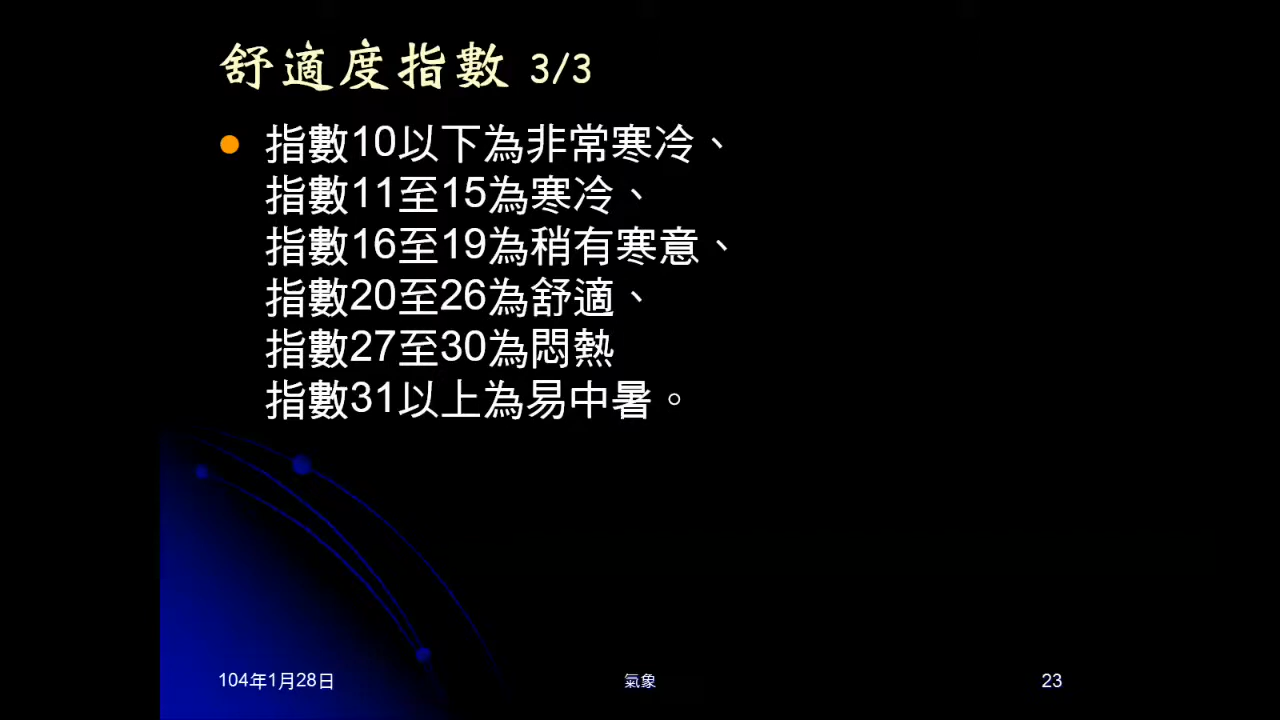 舒適度指數 3/3
指數10以下為非常寒冷、
指數11至15為寒冷、
指數16至19為稍有寒意、
指數20至26為舒適、
指數27至30為悶熱
指數31以上為易中暑。
104年1月28日
氣象
23